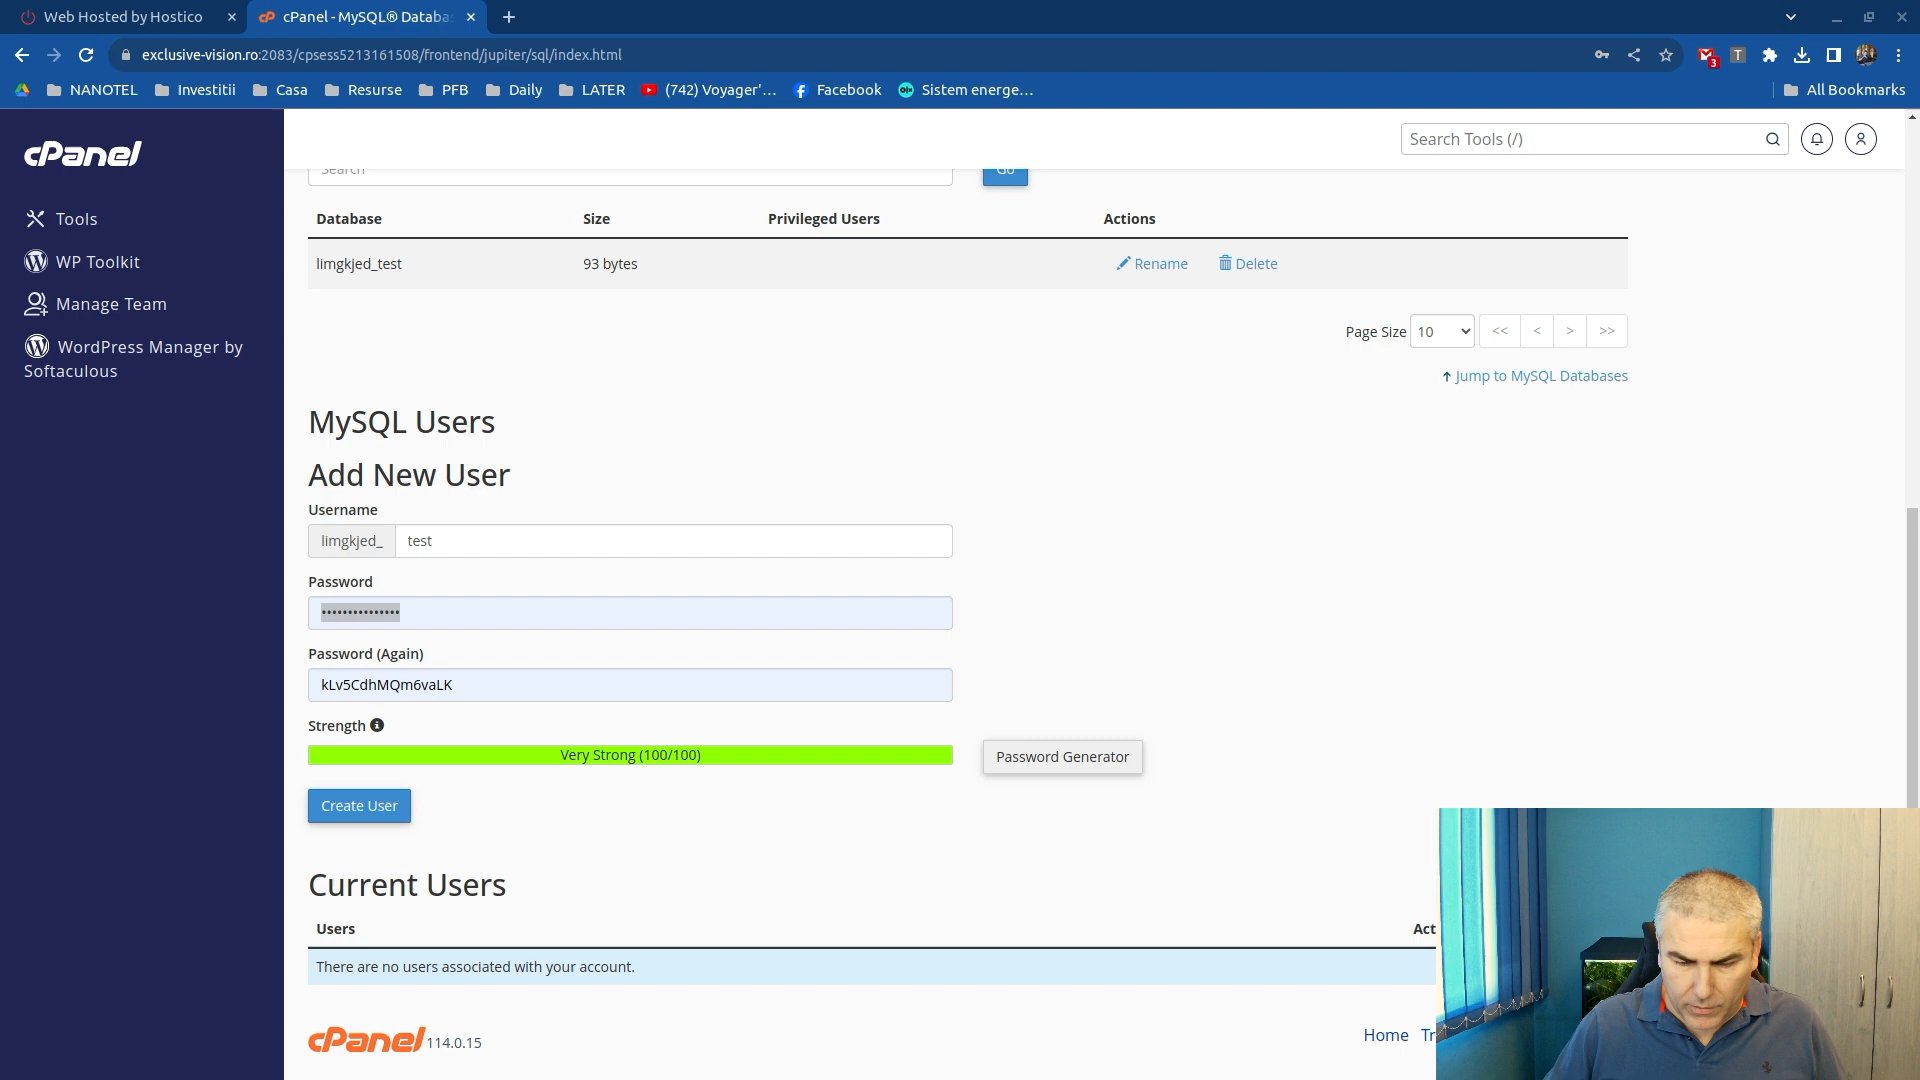 Web Hosted by Hostico
cPanel - MySQL® Databa
exclusive-vision.ro:2083/cpsess5213161508/frontend/jupiter/sql/index.html
3
T
NANOTEL
Investitii
Casa
Resurse
PFB
Daily
LATER
(742) Voyager'...
Facebook
Sistem energe...
All Bookmarks
cPanel
Search Tools (/)
Tools
WP Toolkit
Manage Team
WordPress Manager by
Softaculous
Search
Go
Database Size Privileged Users Actions
limgkjed_test 93 bytes Rename Delete
Page Size 10 << < > >>
Jump to MySQL Databases
MySQL Users
Add New User
Username
limgkjed_ test
Password
•••••••••••••••
Password (Again)
kLv5CdhMQm6vaLK
Strength
Very Strong (100/100)
Password Generator
Create User
Current Users
Users Act
There are no users associated with your account.
cPanel 114.0.15
Home Tr